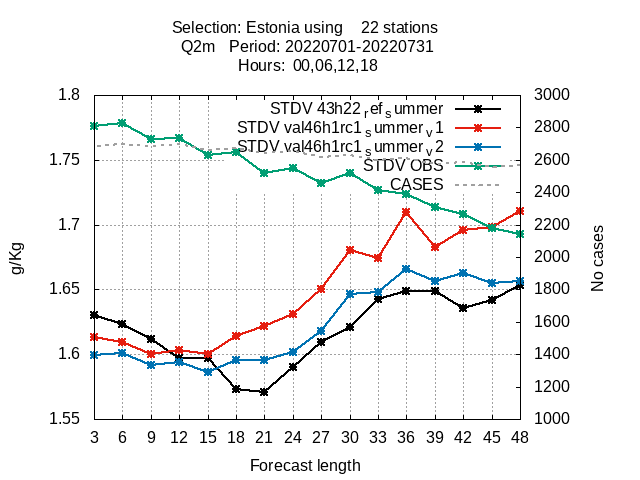 Selection: Estonia using    22 stations
Q2m   Period: 20220701-20220731
Hours:  00,06,12,18
STDV 43h22refsummer
STDV val46h1rc1summerv1
STDV val46h1rc1summerv2
STDV OBS
CASES
1.8
1.75
1.7
1.65
1.6
1.55
3000
2800
2600
2400
2200
2000
1800
1600
1400
1200
1000
g/Kg
No cases
3 6 9 12 15 18 21 24 27 30 33 36 39 42 45 48
Forecast length